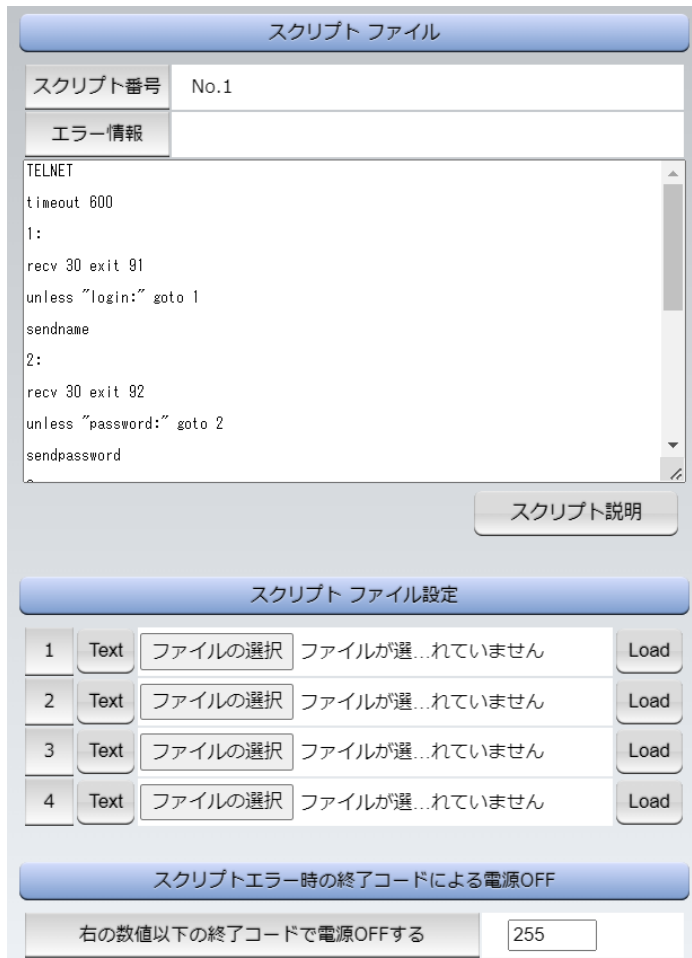 スクリプト ファイル
スクリプト番号 No.1
エラー情報
TELNET
timeout 600
1:
recv 30 exit 91
unless "login:" goto 1
sendname
2:
recv 30 exit 92
unless "password:" goto 2
sendpassword
スクリプト説明
スクリプト ファイル設定
1 Text ファイルの選択 ファイルが選...れていません Load
2 Text ファイルの選択 ファイルが選...れていません Load
3 Text ファイルの選択 ファイルが選...れていません Load
4 Text ファイルの選択 ファイルが選...れていません Load
スクリプトエラー時の終了コードによる電源OFF
右の数値以下の終了コードで電源OFFする 255